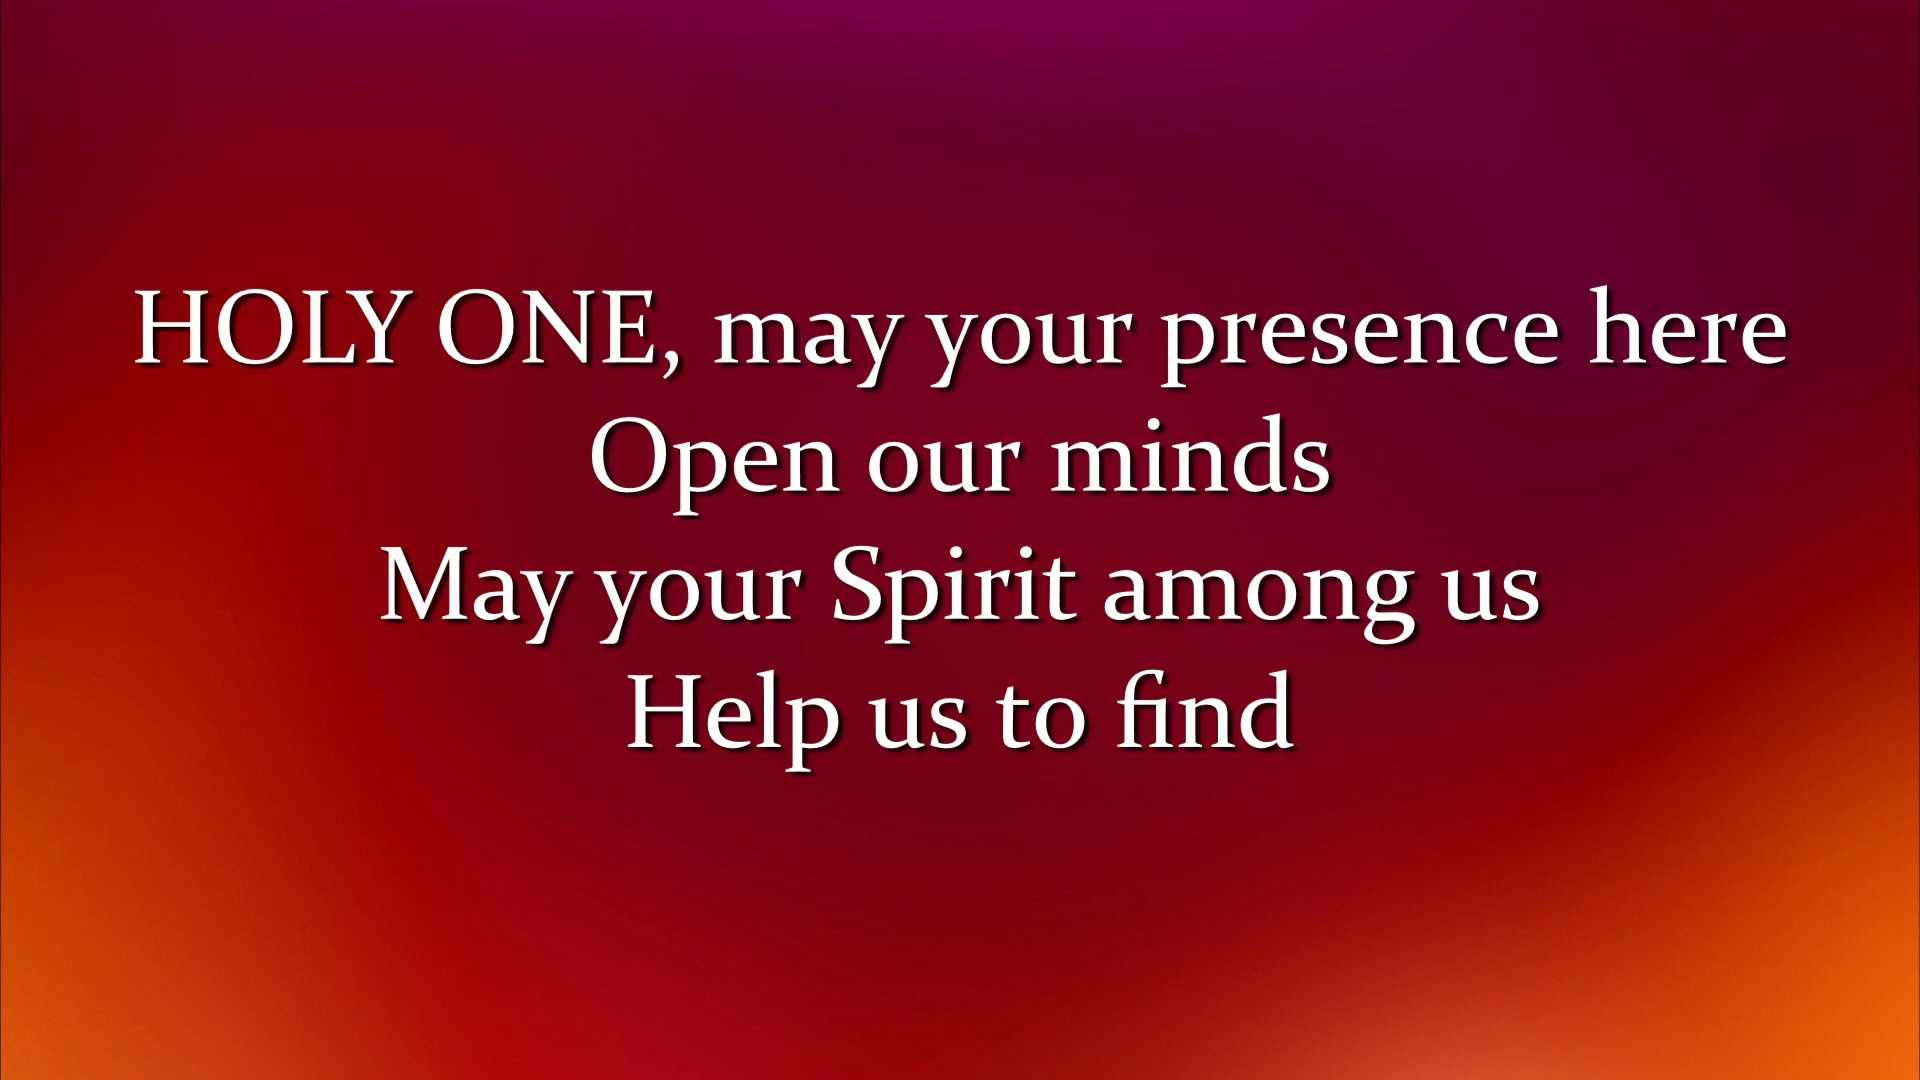 HOLY ONE, may your presence here
Open our minds
May your Spirit among us
Help us to find